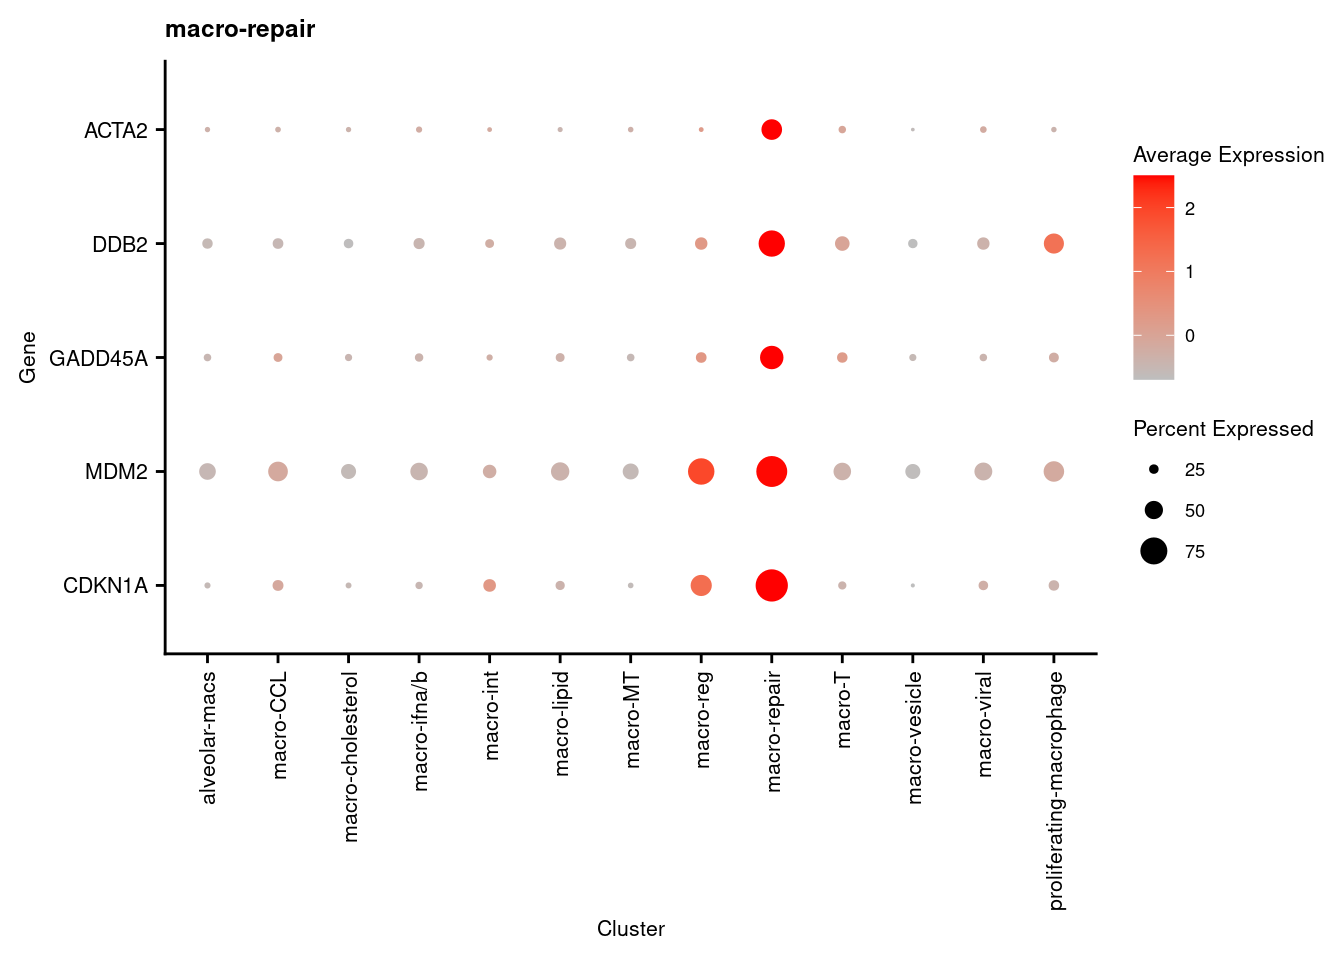 macro-repair
Gene
ACTA2
DDB2
GADD45A
MDM2
CDKN1A
alveolar-macs
macro-CCL
macro-cholesterol
macro-ifna/b
macro-int
macro-lipid
macro-MT
macro-reg
macro-repair
macro-T
macro-vesicle
macro-viral
proliferating-macrophage
Cluster
Average Expression
2
1
0
Percent Expressed
25
50
75